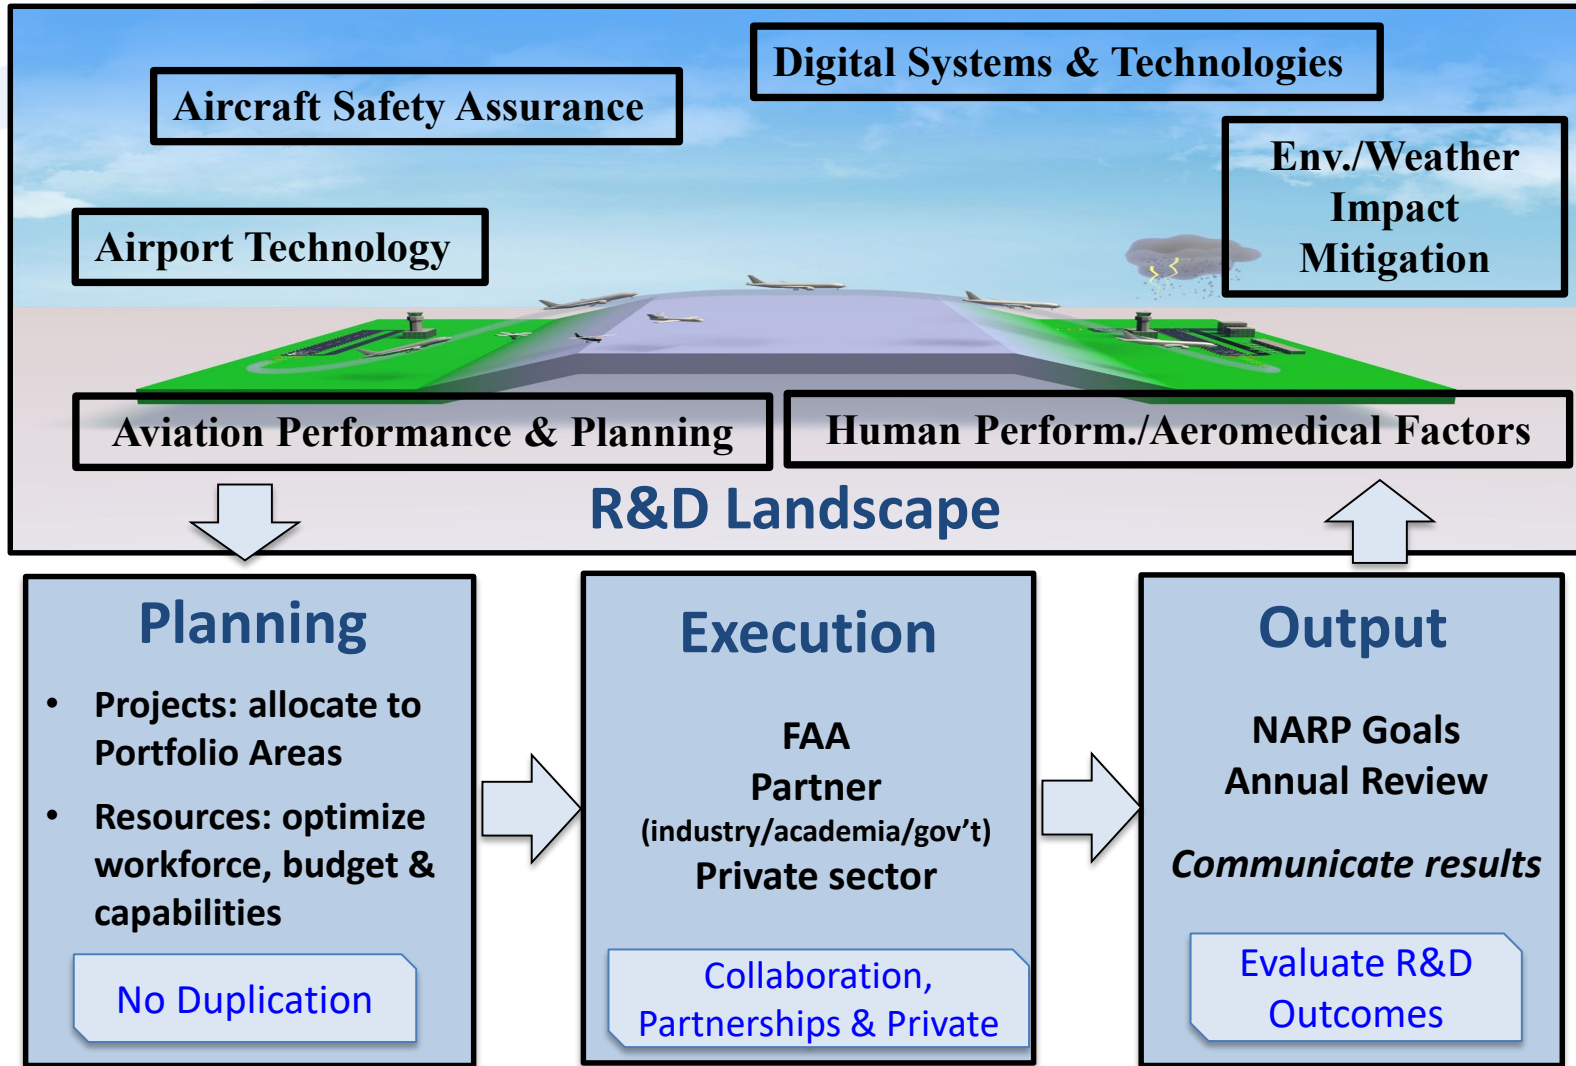 Digital Systems & Technologies
Aircraft Safety Assurance
Env./Weather
Impact
Mitigation
Airport Technology
Aviation Performance & Planning
Human Perform./Aeromedical Factors
R&D Landscape
Planning
• Projects: allocate to
Portfolio Areas
• Resources: optimize
workforce, budget &
capabilities
No Duplication
Execution
FAA
Partner
(industry/academia/gov’t)
Private sector
Collaboration,
Partnerships & Private
Output
NARP Goals
Annual Review
Communicate results
Evaluate R&D
Outcomes